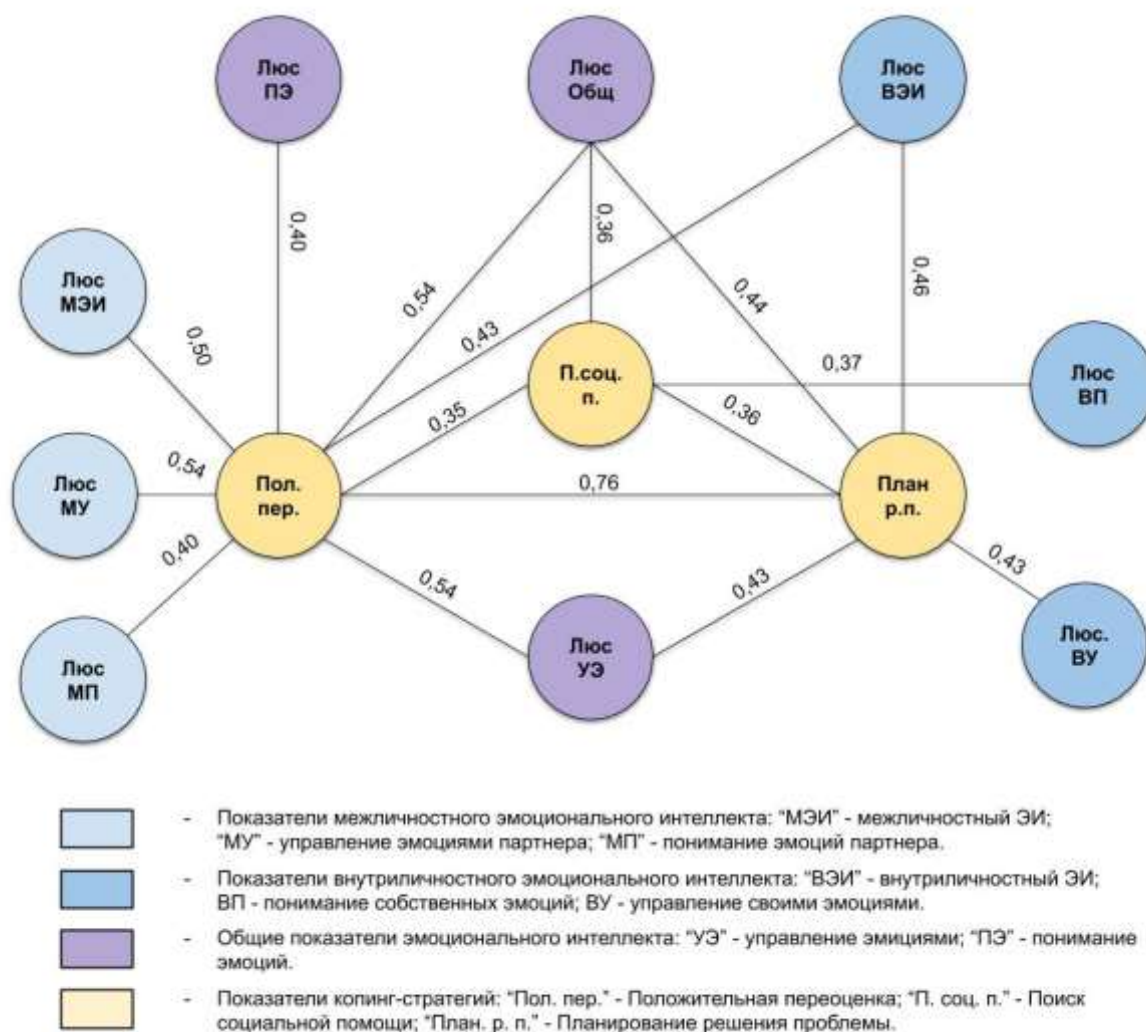 Люс
ПЭ
Люс
Общ
Люс
ВЭИ
0,40
0,36
0,46
Люс
МЭИ
0,50
0,54
0,43
0,44
П.соц.
п.
0,37
Люс
ВП
0,35
0,36
Люс
МУ
0,54
Пол.
пер.
0,76
План
р.п.
0,40
0,54
0,43
0,43
Люс
МП
Люс
УЭ
Люс.
ВУ
- Показатели межличностного эмоционального интеллекта: “МЭИ” - межличностный ЭИ;
“МУ” - управление эмоциями партнера; “МП” - понимание эмоций партнера.
- Показатели внутриличностного эмоционального интеллекта: “ВЭИ” - внутриличностный ЭИ;
ВП - понимание собственных эмоций; ВУ - управление своими эмоциями.
- Общие показатели эмоционального интеллекта: “УЭ” - управление эмициями; “ПЭ” - понимание
эмоций.
- Показатели копинг-стратегий: “Пол. пер.” - Положительная переоценка; “П. соц. п.” - Поиск
социальной помощи; “План. р. п.” - Планирование решения проблемы.